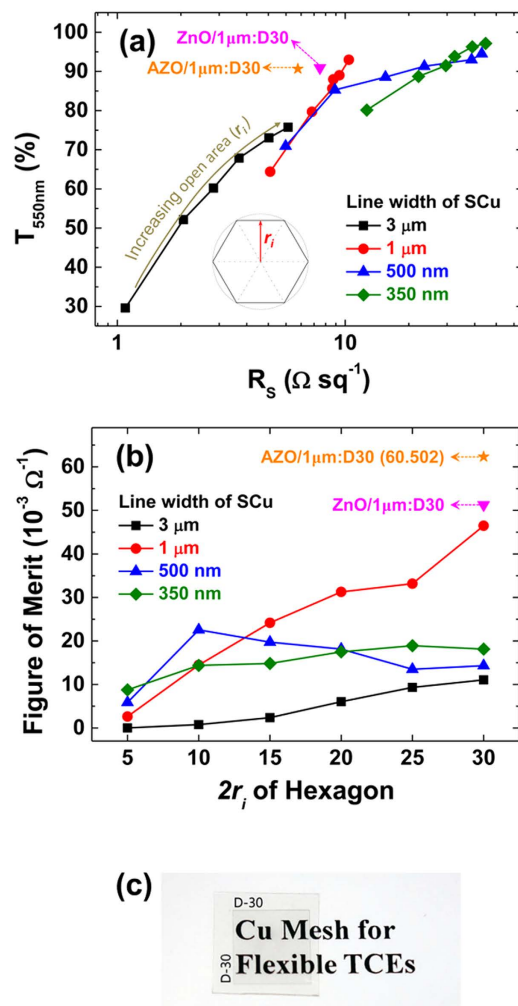 (a)
ZnO/1μm:D30
AZO/1μm:D30
100
90
80
70
60
50
40
30
T550nm (%)
Increasing open area (ri)
ri
Line width of SCu
3 μm
1 μm
500 nm
350 nm
1
10
RS (Ω sq-1)
(b)
AZO/1μm:D30 (60.502)
ZnO/1μm:D30
Line width of SCu
3 μm
1 μm
500 nm
350 nm
60
50
40
30
20
10
0
Figure of Merit (10-3 Ω-1)
5 10 15 20 25 30
2ri of Hexagon
(c)
D-30
D-30
Cu Mesh for
Flexible TCEs